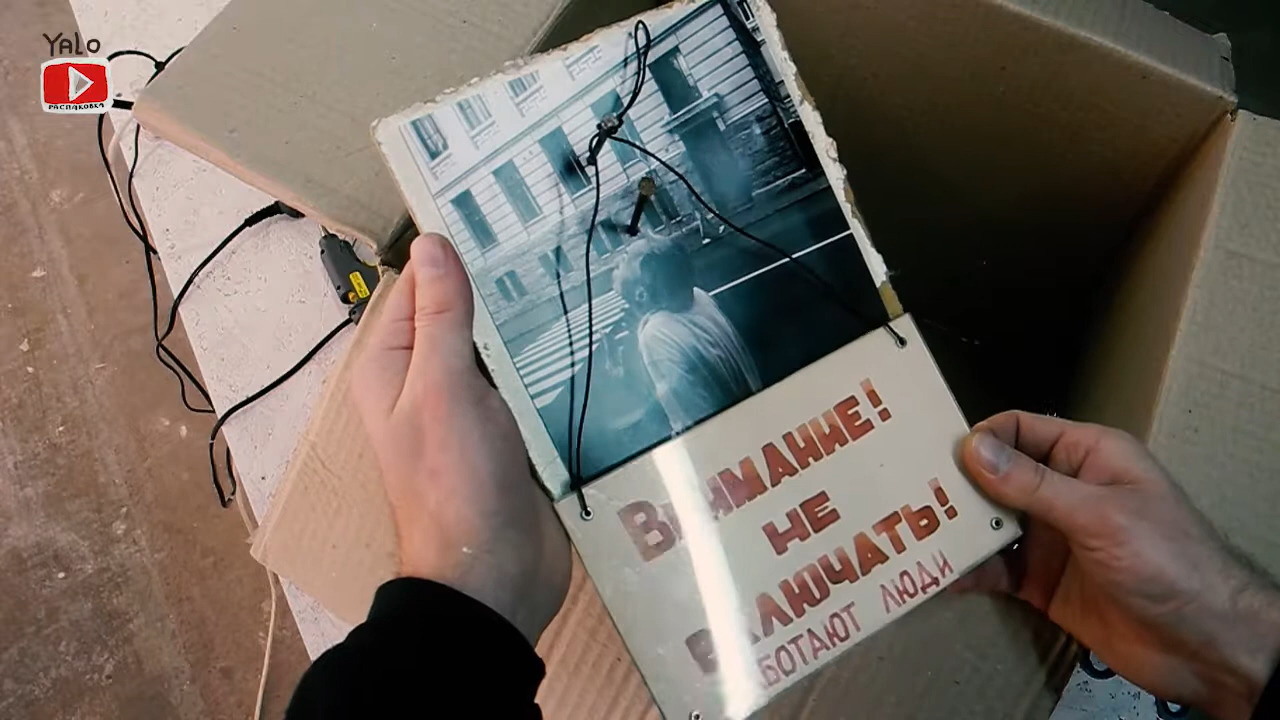 YALO
РАСПАКОВКА
ВНИМАНИЕ!
НЕ
ВКЛЮЧАТЬ!
РАБОТАЮТ ЛЮДИ